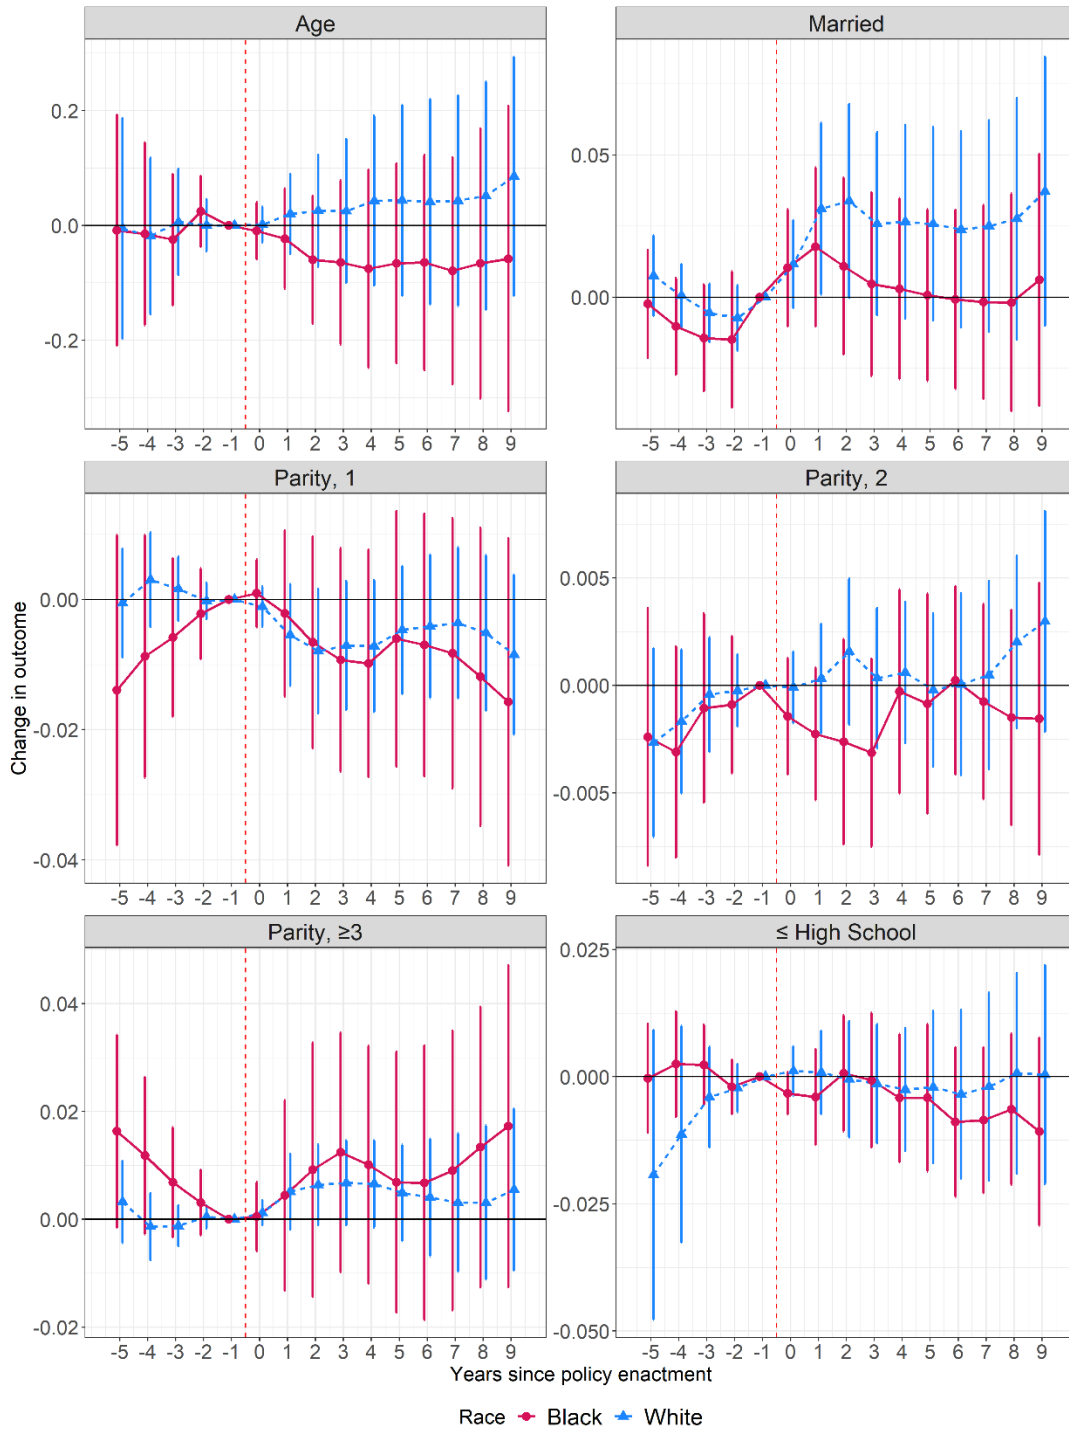 Age
Married
0.2
0.0
-0.2
0.05
0.00
-5 -4 -3 -2 -1 0 1 2 3 4 5 6 7 8 9
-5 -4 -3 -2 -1 0 1 2 3 4 5 6 7 8 9
Parity, 1
Parity, 2
0.00
-0.02
-0.04
0.005
0.000
-0.005
-5 -4 -3 -2 -1 0 1 2 3 4 5 6 7 8 9
-5 -4 -3 -2 -1 0 1 2 3 4 5 6 7 8 9
Parity, ≥3
≤ High School
0.04
0.02
0.00
-0.02
0.025
0.000
-0.025
-0.050
-5 -4 -3 -2 -1 0 1 2 3 4 5 6 7 8 9
-5 -4 -3 -2 -1 0 1 2 3 4 5 6 7 8 9
Change in outcome
Years since policy enactment
Race Black White